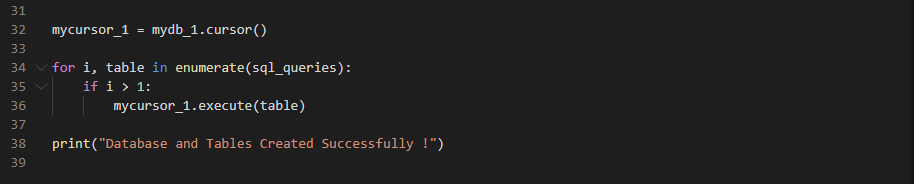 31
32 mycursor_1 = mydb_1.cursor()
33
34 for i, table in enumerate(sql_queries):
35 if i > 1:
36 mycursor_1.execute(table)
37
38 print("Database and Tables Created Successfully !")
39